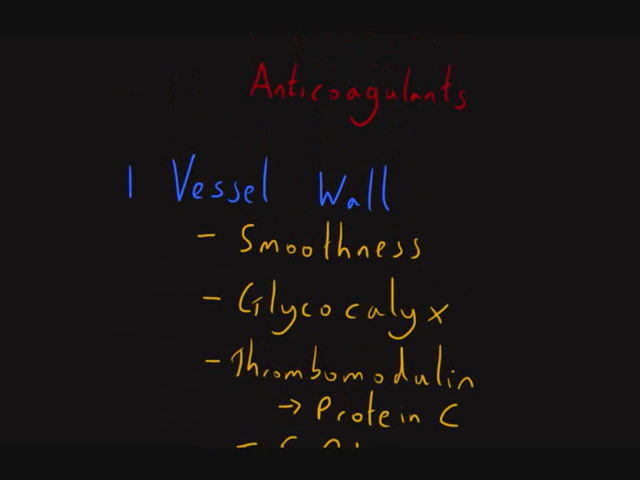 Anticoagulants
1 Vessel Wall
- Smoothness
- Glycocalyx
- Thrombomodulin
→ Protein C